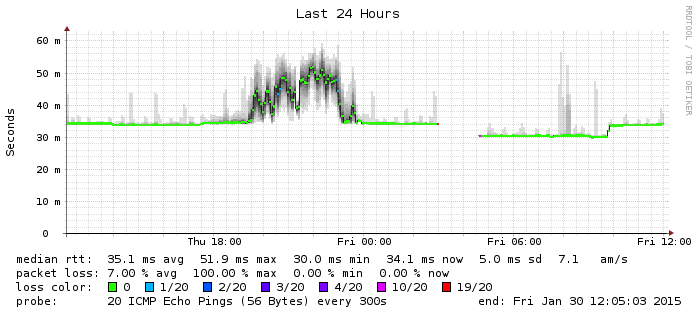 Last 24 Hours
RRDTOOL / TOBI OETIKER
Seconds
60 m
50 m
40 m
30 m
20 m
10 m
0
Thu 18:00 Fri 00:00 Fri 06:00 Fri 12:00
median rtt: 35.1 ms avg 51.9 ms max 30.0 ms min 34.1 ms now 5.0 ms sd 7.1 am/s
packet loss: 7.00 % avg 100.00 % max 0.00 % min 0.00 % now
loss color: 0 1/20 2/20 3/20 4/20 10/20 19/20
probe: 20 ICMP Echo Pings (56 Bytes) every 300s end: Fri Jan 30 12:05:03 2015